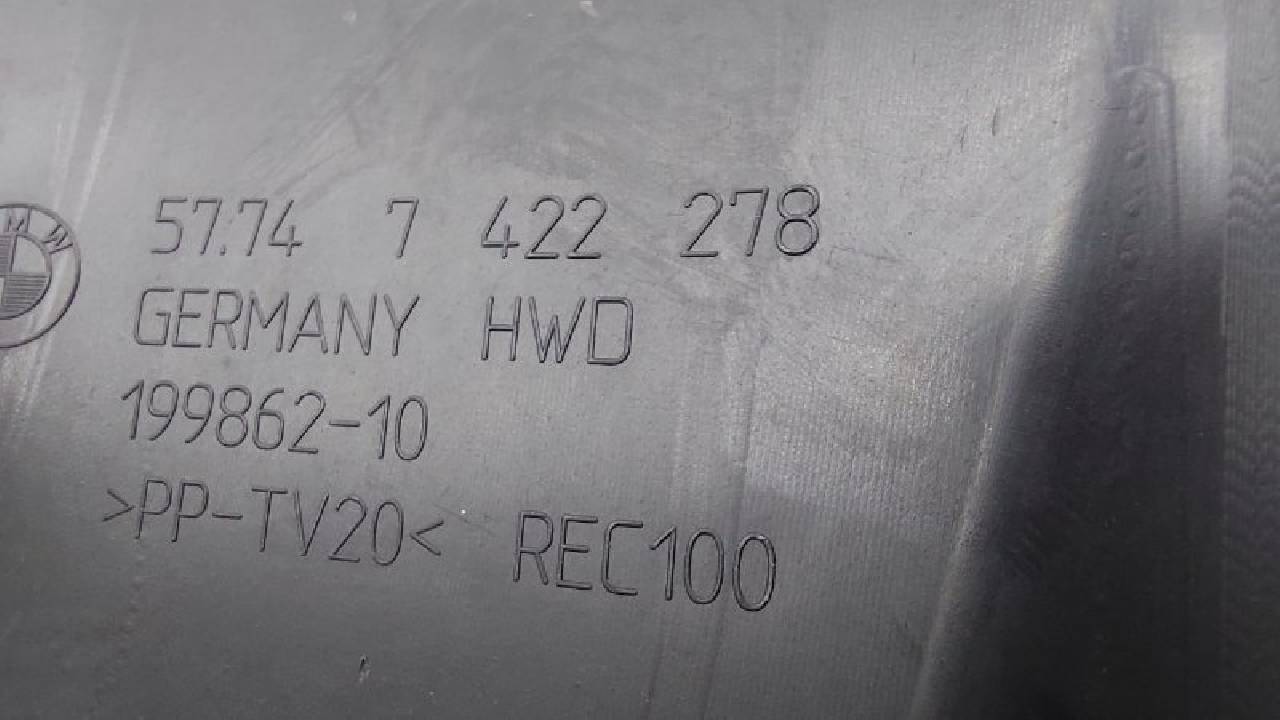 BMW
57.74 7 422 278
GERMANY HWD
199862-10
>PP-TV20< REC100